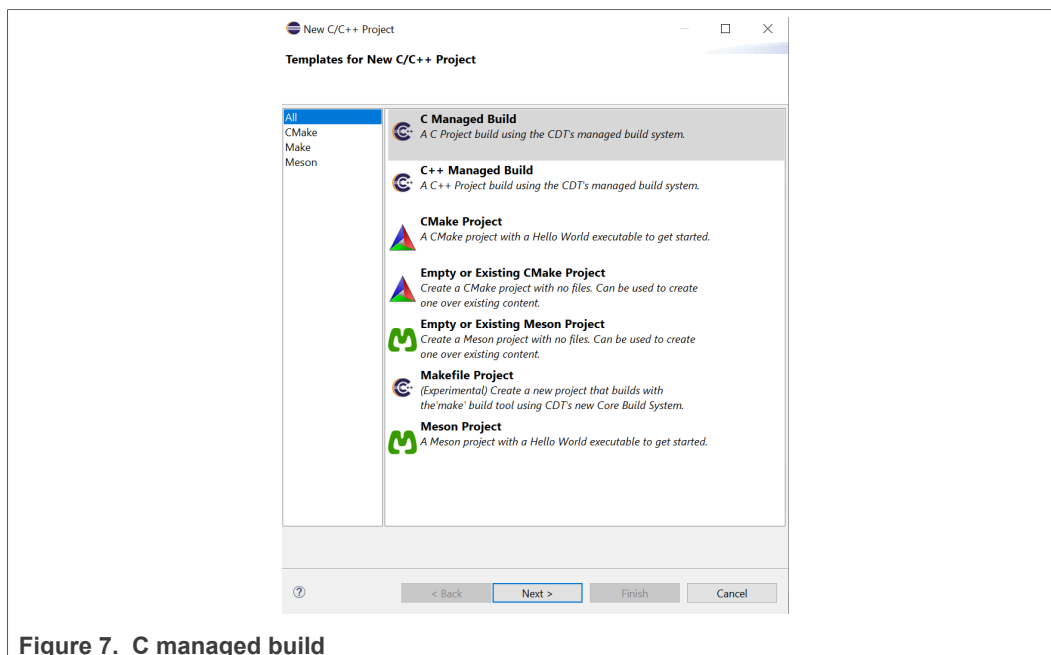 New C/C++ Project
Templates for New C/C++ Project
All
CMake
Make
Meson
C Managed Build
A C Project build using the CDT's managed build system.
C++ Managed Build
A C++ Project build using the CDT's managed build system.
CMake Project
A CMake project with a Hello World executable to get started.
Empty or Existing CMake Project
Create a CMake project with no files. Can be used to create
one over existing content.
Empty or Existing Meson Project
Create a Meson project with no files. Can be used to create
one over existing content.
Makefile Project
(Experimental) Create a new project that builds with
the'make' build tool using CDT's new Core Build System.
Meson Project
A Meson project with a Hello World executable to get started.
< Back
Next >
Finish
Cancel
Figure 7. C managed build